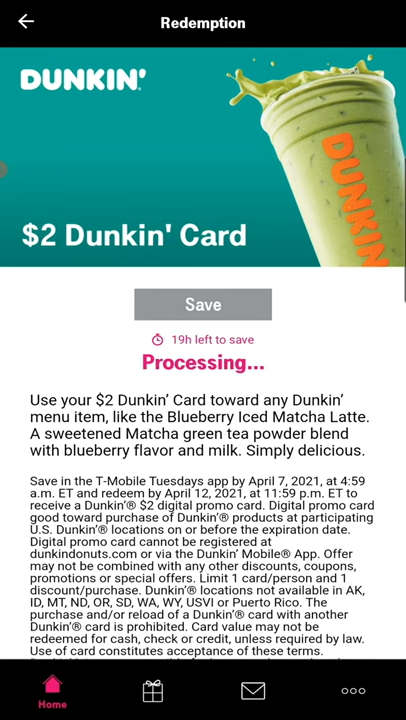 Redemption
DUNKIN'
DUNKIN'
$2 Dunkin' Card
Save
19h left to save
Processing...
Use your $2 Dunkin’ Card toward any Dunkin’
menu item, like the Blueberry Iced Matcha Latte.
A sweetened Matcha green tea powder blend
with blueberry flavor and milk. Simply delicious.
Save in the T-Mobile Tuesdays app by April 7, 2021, at 4:59
a.m. ET and redeem by April 12, 2021, at 11:59 p.m. ET to
receive a Dunkin’® $2 digital promo card. Digital promo card
good toward purchase of Dunkin’® products at participating
U.S. Dunkin’® locations on or before the expiration date.
Digital promo card cannot be registered at
dunkindonuts.com or via the Dunkin’ Mobile® App. Offer
may not be combined with any other discounts, coupons,
promotions or special offers. Limit 1 card/person and 1
discount/purchase. Dunkin’® locations not available in AK,
ID, MT, ND, OR, SD, WA, WY, USVI or Puerto Rico. The
purchase and/or reload of a Dunkin’® card with another
Dunkin’® card is prohibited. Card value may not be
redeemed for cash, check or credit, unless required by law.
Use of card constitutes acceptance of these terms.
Home